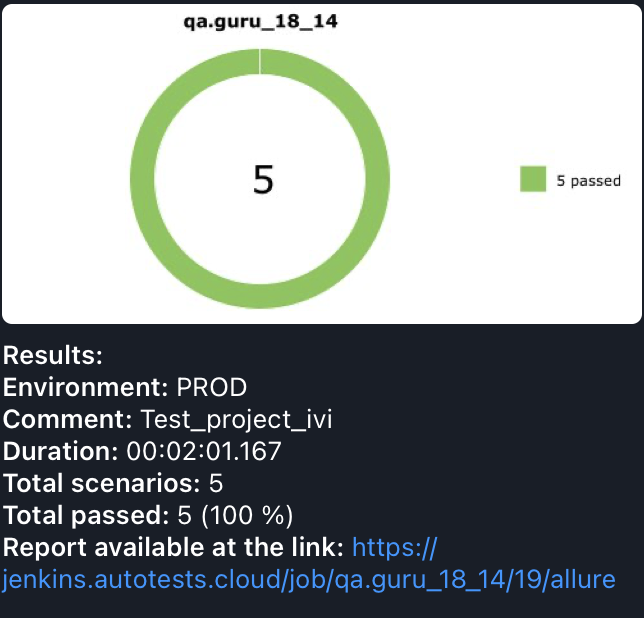 qa.guru_18_14
5
5 passed
Results:
Environment: PROD
Comment: Test_project_ivi
Duration: 00:02:01.167
Total scenarios: 5
Total passed: 5 (100 %)
Report available at the link: https://
jenkins.autotests.cloud/job/qa.guru_18_14/19/allure